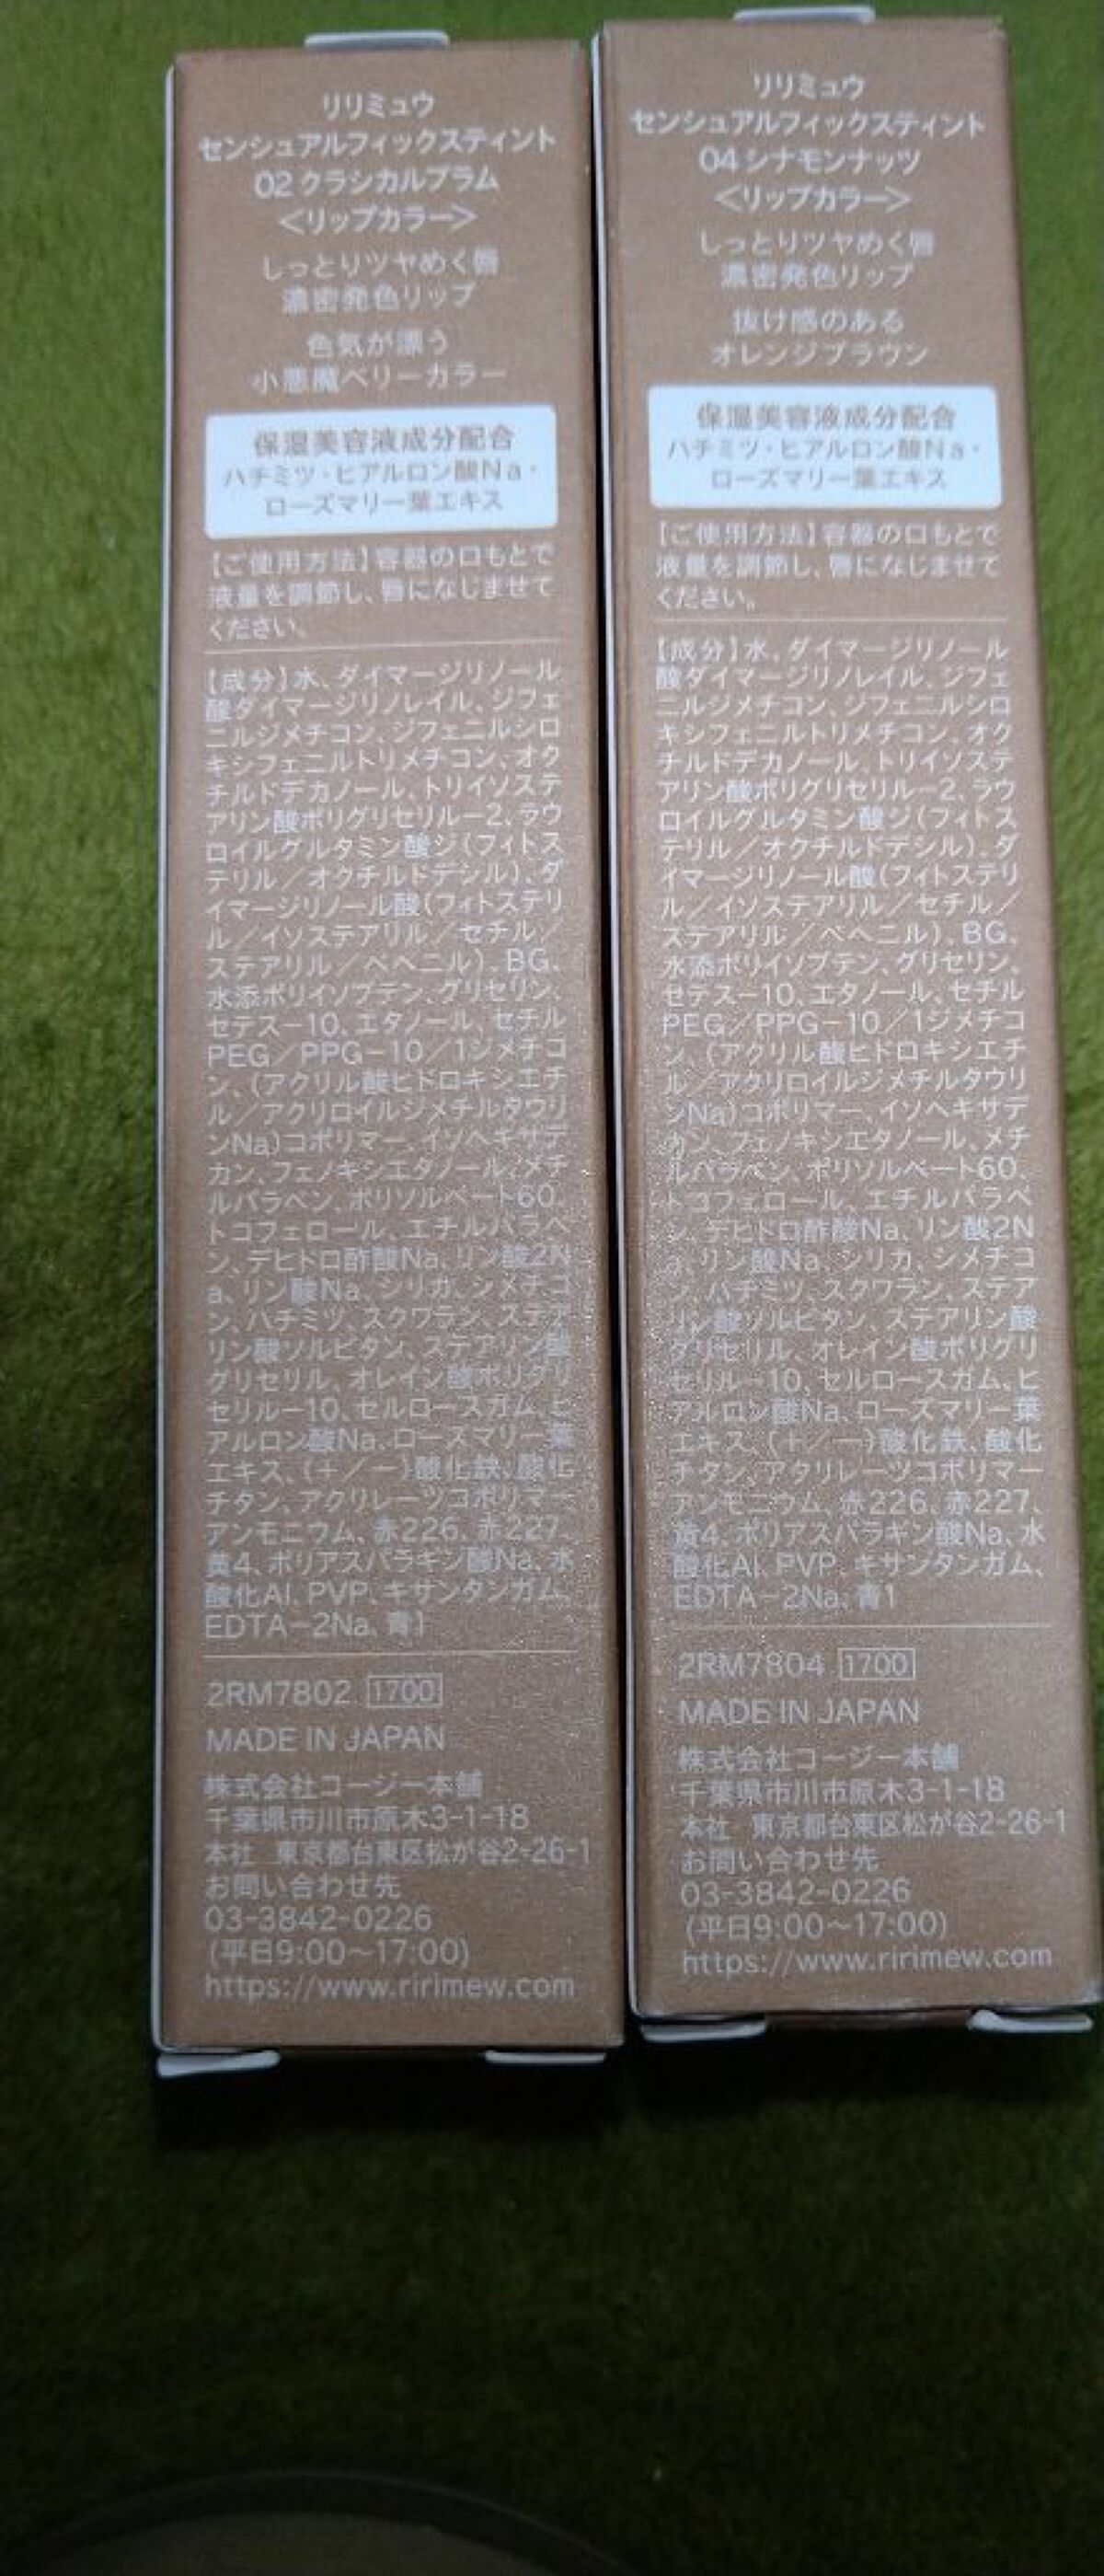 リリミュウ
センシュアルフィックスティント
02 クラシカルプラム
<リップカラー>
しっとりツヤめく唇
濃密発色リップ
色気が漂う
小悪魔ベリーカラー
保湿美容液成分配合
ハチミツ・ヒアルロン酸Na・
ローズマリー葉エキス
【ご使用方法】容器の口もとで
液量を調節し、唇になじませて
ください。
【成分】水、ダイマージリノール
酸ダイマージリノレイル、ジフェ
ニルジメチコン、ジフェニルシロ
キシフェニルトリメチコン、オク
チルドデカノール、トリイソステ
アリン酸ポリグリセリル-2、ラウ
ロイルグルタミン酸ジ(フィトス
テリル/オクチルドデシル)、ダ
イマージリノール酸(フィトステリ
ル/イソステアリル/セチル/
ステアリル/ベヘニル)、BG、
水添ポリイソブテン、グリセリン、
セテス-10、エタノール、セチル
PEG/PPG-10/1ジメチコ
ン、(アクリル酸ヒドロキシエチ
ル/アクリロイルジメチルタウリ
ンNa)コポリマー、イソヘキサデ
カン、フェノキシエタノール、メチ
ルパラベン、ポリソルベート60、
トコフェロール、エチルパラベ
ン、デヒドロ酢酸Na、リン酸2N
a、リン酸Na、シリカ、シメチコ
ン、ハチミツ、スクワラン、ステア
リン酸ソルビタン、ステアリン酸
グリセリル、オレイン酸ポリグリ
セリル-10、セルロースガム、ヒ
アルロン酸Na、ローズマリー葉
エキス、(+/-)酸化鉄、酸化
チタン、アクリレーツコポリマー
アンモニウム、赤226、赤227、
黄4、ポリアスパラギン酸Na、水
酸化Al、PVP、キサンタンガム、
EDTA-2Na、青1
2RM7802 1700
MADE IN JAPAN
株式会社コージー本舗
千葉県市川市原木3-1-18
本社 東京都台東区松が谷2-26-1
お問い合わせ先
03-3842-0226
(平日9:00~17:00)
https://www.ririmew.com
リリミュウ
センシュアルフィックスティント
04 シナモンナッツ
<リップカラー>
しっとりツヤめく唇
濃密発色リップ
抜け感のある
オレンジブラウン
保湿美容液成分配合
ハチミツ・ヒアルロン酸Na・
ローズマリー葉エキス
【ご使用方法】容器の口もとで
液量を調節し、唇になじませて
ください。
【成分】水、ダイマージリノール
酸ダイマージリノレイル、ジフェ
ニルジメチコン、ジフェニルシロ
キシフェニルトリメチコン、オク
チルドデカノール、トリイソステ
アリン酸ポリグリセリル-2、ラウ
ロイルグルタミン酸ジ(フィトス
テリル/オクチルドデシル)、ダ
イマージリノール酸(フィトステリ
ル/イソステアリル/セチル/
ステアリル/ベヘニル)、BG、
水添ポリイソブテン、グリセリン、
セテス-10、エタノール、セチル
PEG/PPG-10/1ジメチコ
ン、(アクリル酸ヒドロキシエチ
ル/アクリロイルジメチルタウリ
ンNa)コポリマー、イソヘキサデ
カン、フェノキシエタノール、メチ
ルパラベン、ポリソルベート60、
トコフェロール、エチルパラベ
ン、デヒドロ酢酸Na、リン酸2N
a、リン酸Na、シリカ、シメチコ
ン、ハチミツ、スクワラン、ステア
リン酸ソルビタン、ステアリン酸
グリセリル、オレイン酸ポリグリ
セリル-10、セルロースガム、ヒ
アルロン酸Na、ローズマリー葉
エキス、(+/-)酸化鉄、酸化
チタン、アクリレーツコポリマー
アンモニウム、赤226、赤227、
黄4、ポリアスパラギン酸Na、水
酸化Al、PVP、キサンタンガム、
EDTA-2Na、青1
2RM7804 1700
MADE IN JAPAN
株式会社コージー本舗
千葉県市川市原木3-1-18
本社 東京都台東区松が谷2-26-1
お問い合わせ先
03-3842-0226
(平日9:00~17:00)
https://www.ririmew.com